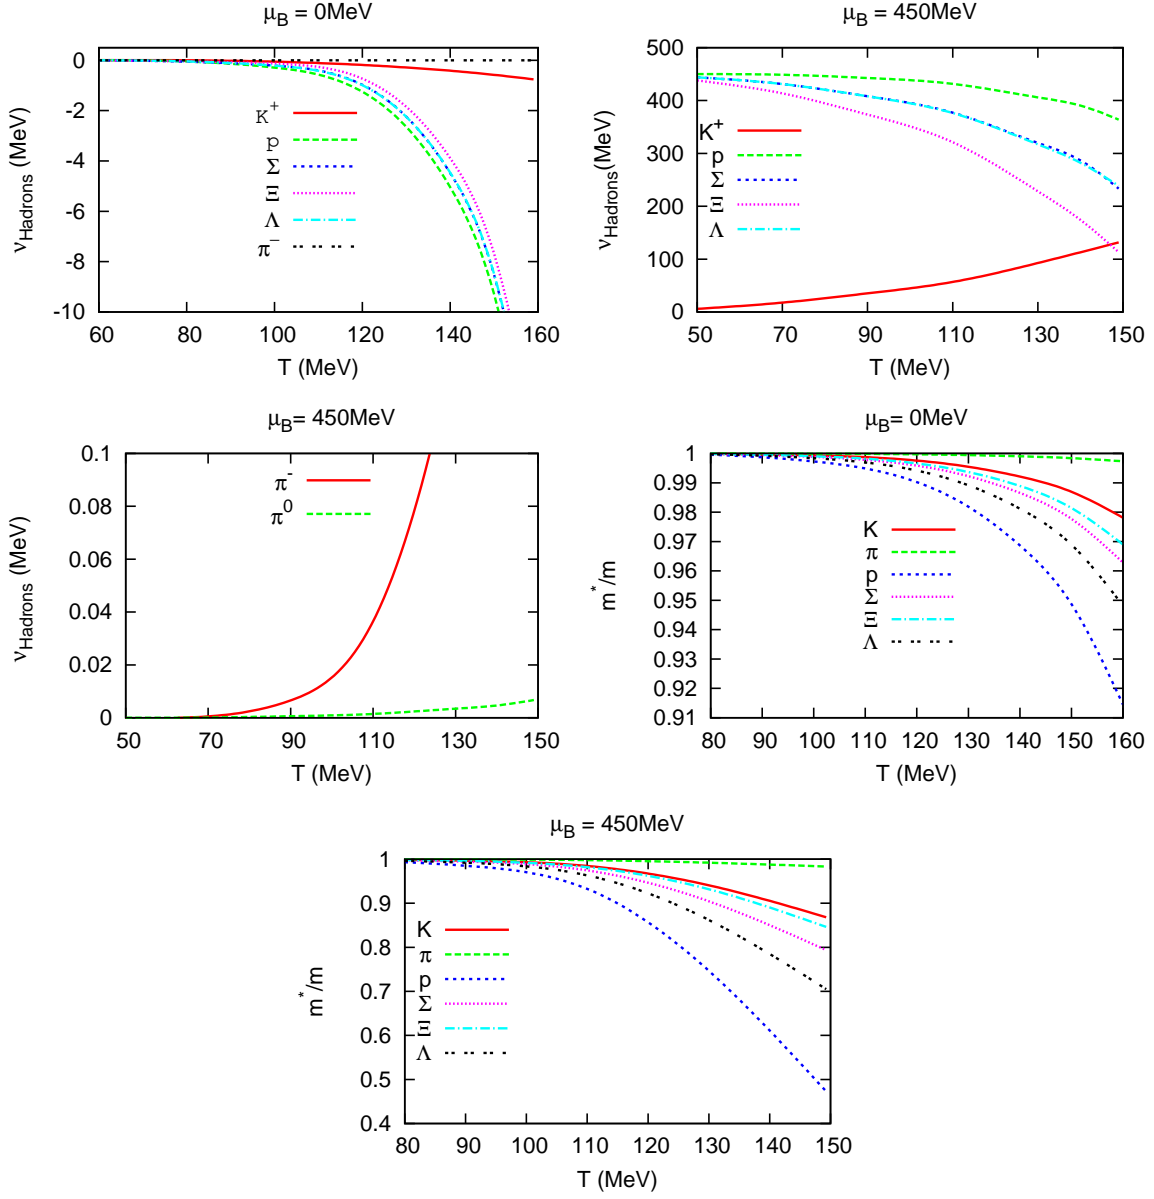 μB = 0MeV
νHadrons (MeV)
0
-2
-4
-6
-8
-10
K+
p
Σ
Ξ
Λ
π−
60 80 100 120 140 160
T (MeV)
μB = 450MeV
νHadrons(MeV)
500
400
300
200
100
0
K+
p
Σ
Ξ
Λ
50 70 90 110 130 150
T (MeV)
μB= 450MeV
νHadrons (MeV)
0.1
0.08
0.06
0.04
0.02
0
π-
π0
50 70 90 110 130 150
T (MeV)
μB= 0MeV
m*/m
1
0.99
0.98
0.97
0.96
0.95
0.94
0.93
0.92
0.91
K
π
p
Σ
Ξ
Λ
80 90 100 110 120 130 140 150 160
T (MeV)
μB = 450MeV
m*/m
1
0.9
0.8
0.7
0.6
0.5
0.4
K
π
p
Σ
Ξ
Λ
80 90 100 110 120 130 140 150
T (MeV)